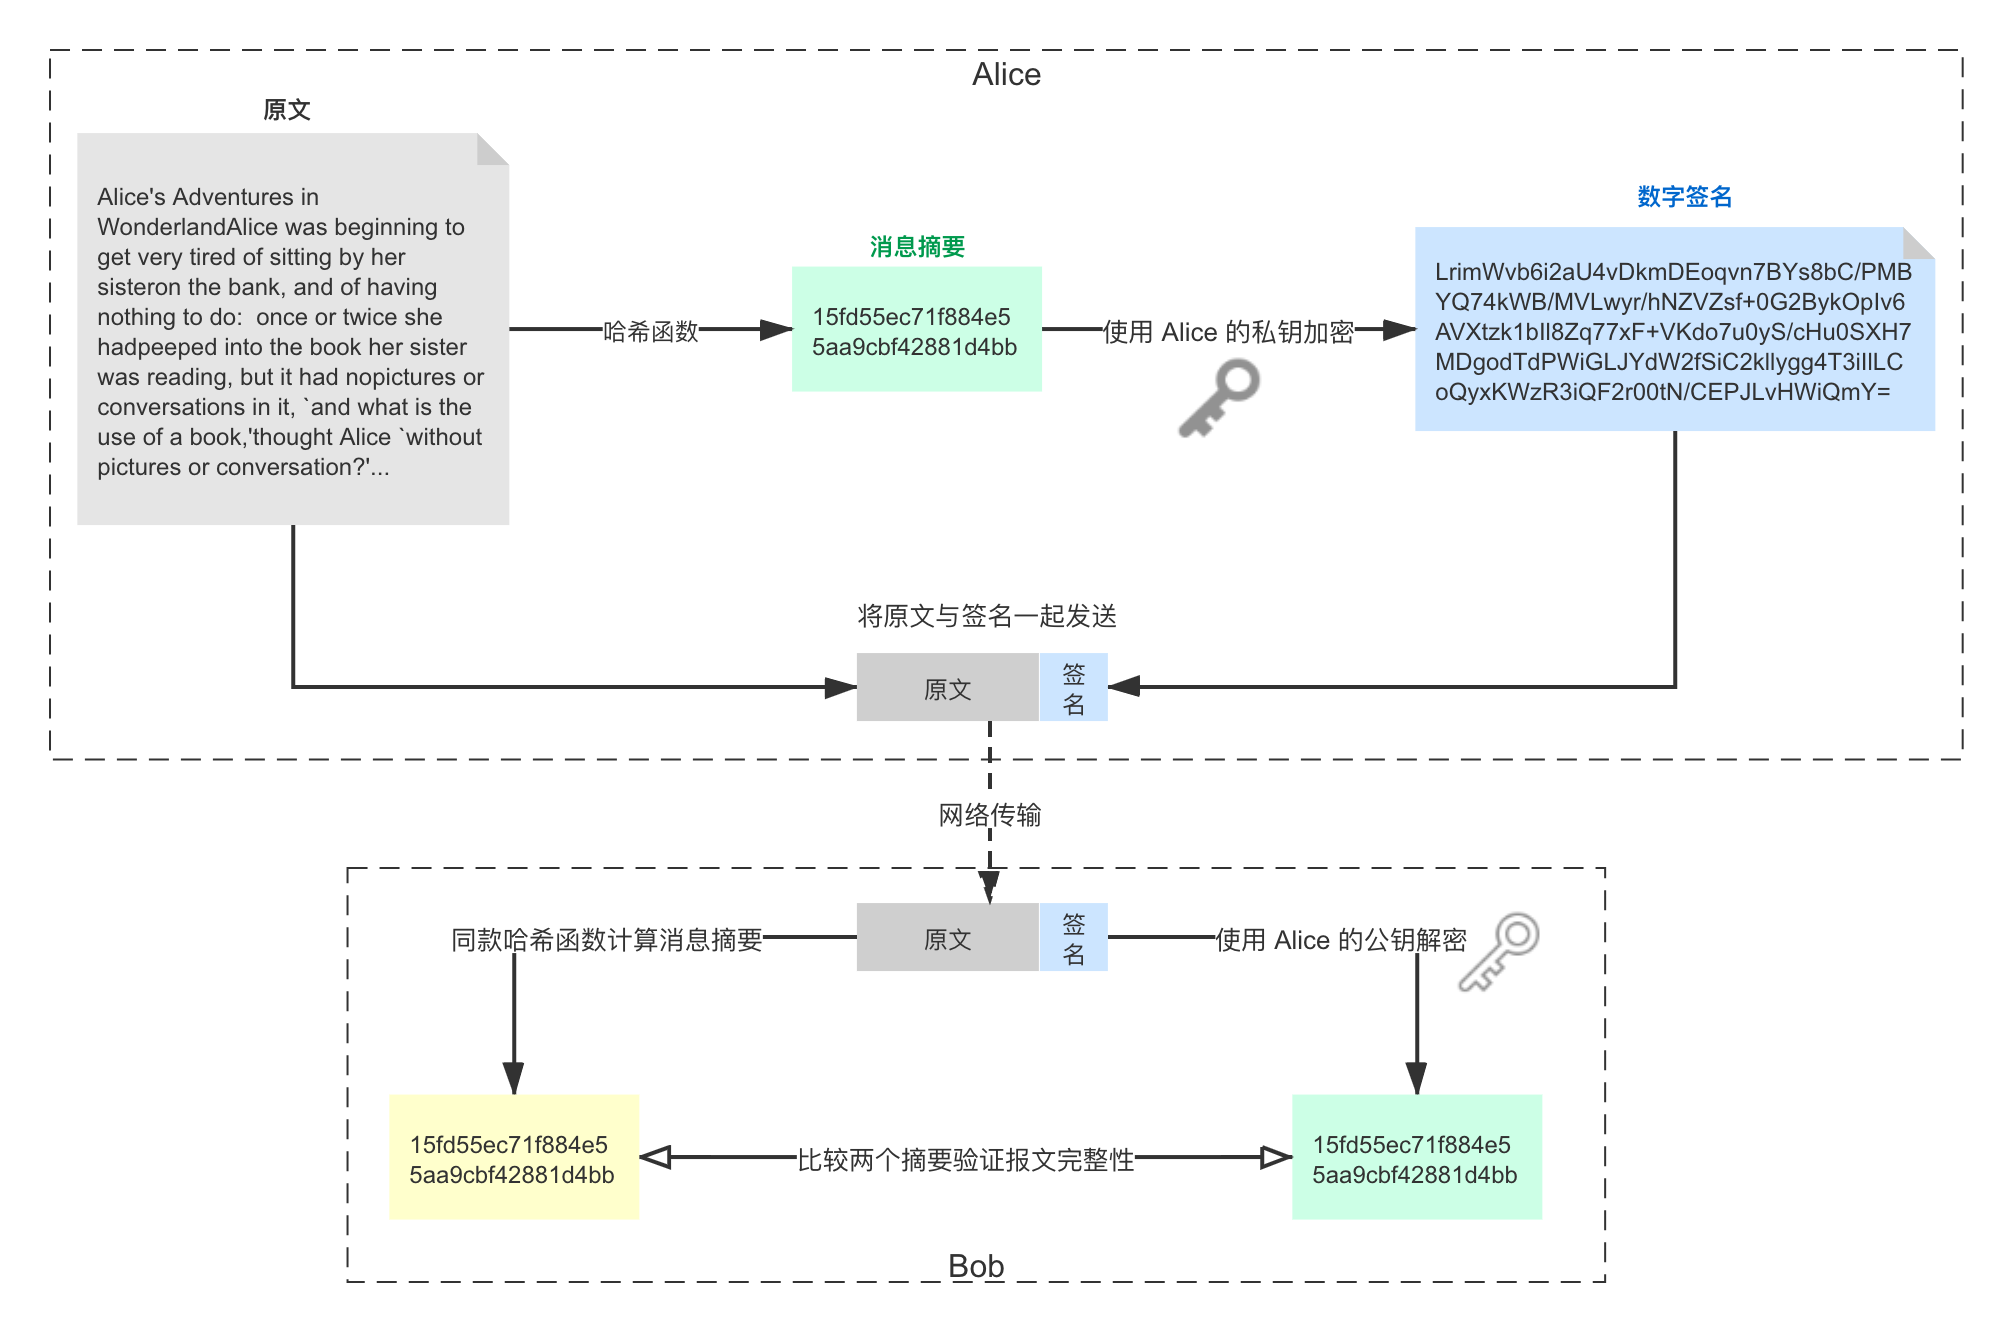 Alice
原文
Alice's Adventures in
WonderlandAlice was beginning to
get very tired of sitting by her
sisteron the bank, and of having
nothing to do:  once or twice she
hadpeeped into the book her sister
was reading, but it had nopictures or
conversations in it, `and what is the
use of a book,'thought Alice `without
pictures or conversation?'...
哈希函数
消息摘要
15fd55ec71f884e5
5aa9cbf42881d4bb
使用 Alice 的私钥加密
数字签名
LrimWvb6i2aU4vDkmDEoqvn7BYs8bC/PMB
YQ74kWB/MVLwyr/hNZVZsf+0G2BykOpIv6
AVXtzk1bIl8Zq77xF+VKdo7u0yS/cHu0SXH7
MDgodTdPWiGLJYdW2fSiC2kllygg4T3iIlLC
oQyxKWzR3iQF2r00tN/CEPJLvHWiQmY=
将原文与签名一起发送
原文
签
名
网络传输
同款哈希函数计算消息摘要
原文
签
名
使用 Alice 的公钥解密
15fd55ec71f884e5
5aa9cbf42881d4bb
比较两个摘要验证报文完整性
15fd55ec71f884e5
5aa9cbf42881d4bb
Bob